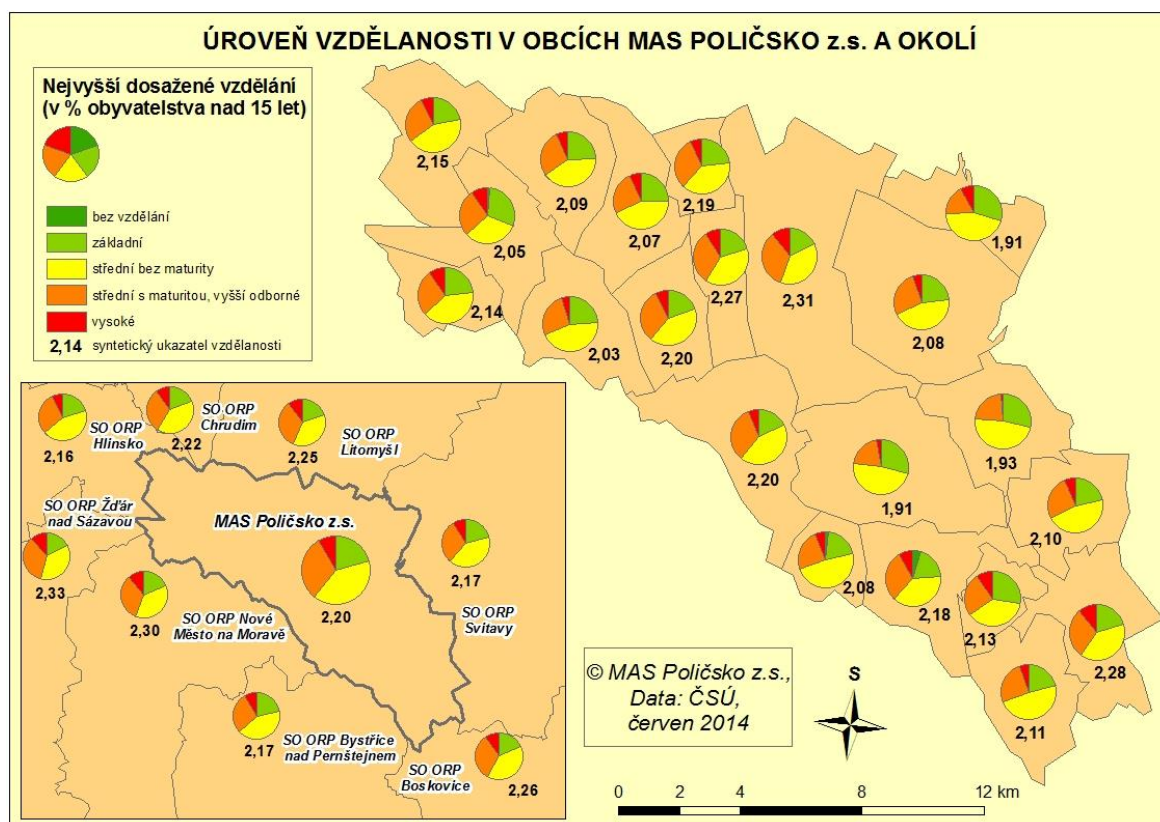 ÚROVEŇ VZDĚLANOSTI V OBCÍCH MAS POLIČSKO z.s. A OKOLÍ
Nejvyšší dosažené vzdělání
(v % obyvatelstva nad 15 let)
bez vzdělání
základní
střední bez maturity
střední s maturitou, vyšší odborné
vysoké
2,14 syntetický ukazatel vzdělanosti
2,15
2,09
2,19
2,05
2,07
1,91
2,27
2,31
2,14
2,03
2,20
2,08
2,20
1,91
1,93
2,10
2,08
2,18
2,13
2,28
2,11
SO ORP
Hlinsko
2,16
SO ORP
Chrudim
2,22
SO ORP
Litomyšl
2,25
SO ORP Žďár
nad Sázavou
2,33
MAS Poličsko z.s.
2,20
SO ORP
Svitavy
2,17
SO ORP Nové
Město na Moravě
2,30
SO ORP Bystřice
nad Pernštejnem
2,17
SO ORP
Boskovice
2,26
© MAS Poličsko z.s.,
Data: ČSÚ,
červen 2014
S
0 2 4 8 12 km